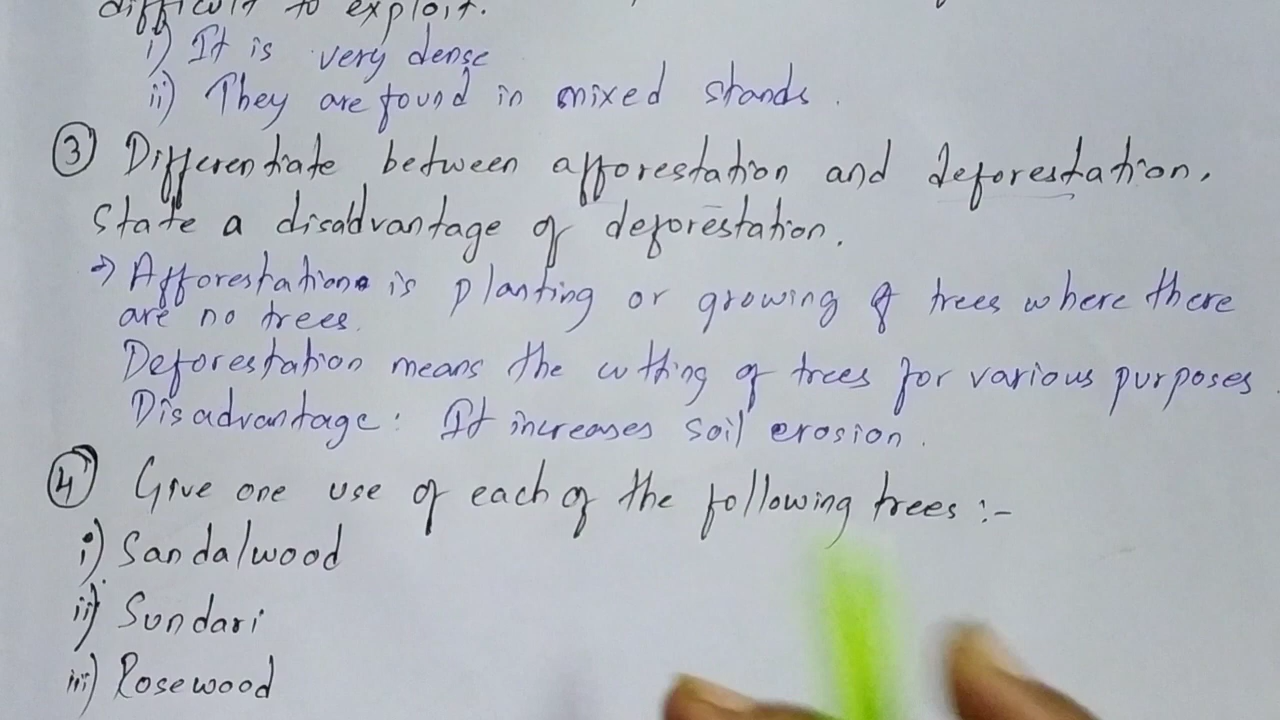 difficult to exploit.
i) It is very dense
ii) They are found in mixed stands.
③ Differentiate between afforestation and deforestation.
State a disadvantage of deforestation.
→ Afforestation is planting or growing of trees where there
are no trees.
Deforestation means the cutting of trees for various purposes.
Disadvantage: It increases soil erosion.
④ Give one use of each of the following trees :-
i) Sandalwood
ii) Sundari
iii) Rosewood